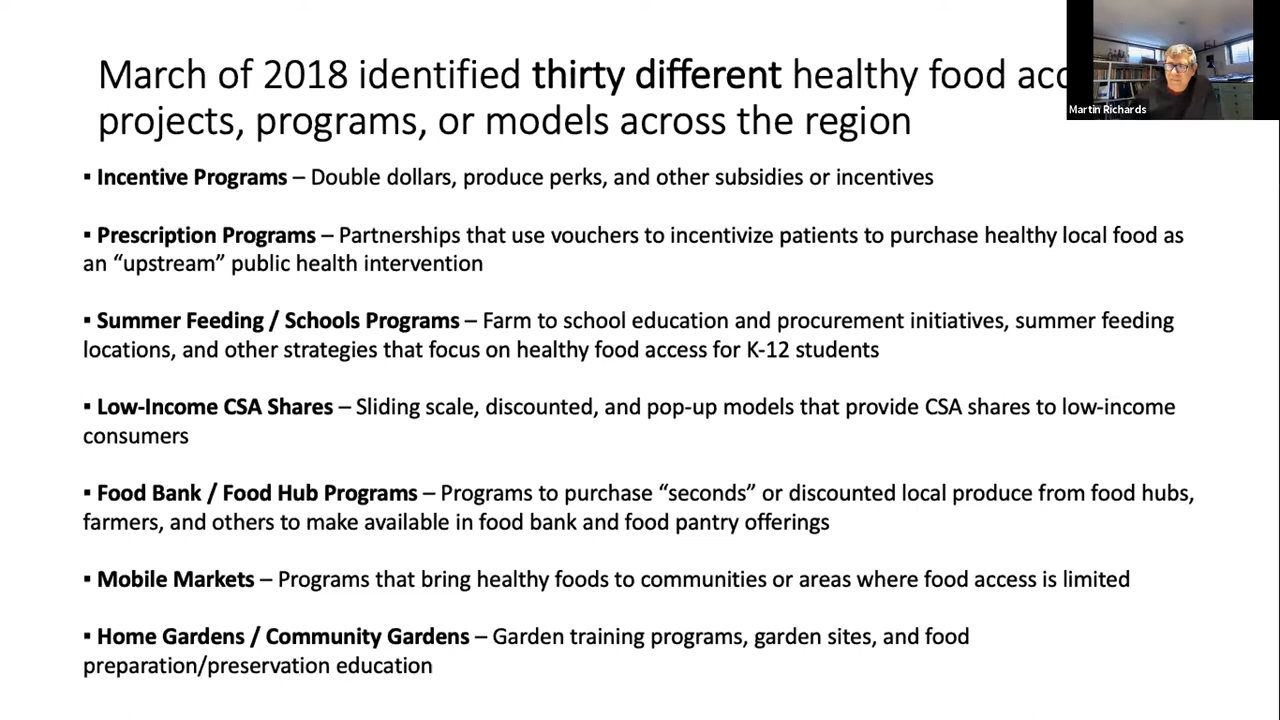 March of 2018 identified thirty different healthy food
projects, programs, or models across the region
Martin Richards
▪ Incentive Programs – Double dollars, produce perks, and other subsidies or incentives
▪ Prescription Programs – Partnerships that use vouchers to incentivize patients to purchase healthy local food as
an “upstream” public health intervention
▪ Summer Feeding / Schools Programs – Farm to school education and procurement initiatives, summer feeding
locations, and other strategies that focus on healthy food access for K-12 students
▪ Low-Income CSA Shares – Sliding scale, discounted, and pop-up models that provide CSA shares to low-income
consumers
▪ Food Bank / Food Hub Programs – Programs to purchase “seconds” or discounted local produce from food hubs,
farmers, and others to make available in food bank and food pantry offerings
▪ Mobile Markets – Programs that bring healthy foods to communities or areas where food access is limited
▪ Home Gardens / Community Gardens – Garden training programs, garden sites, and food
preparation/preservation education